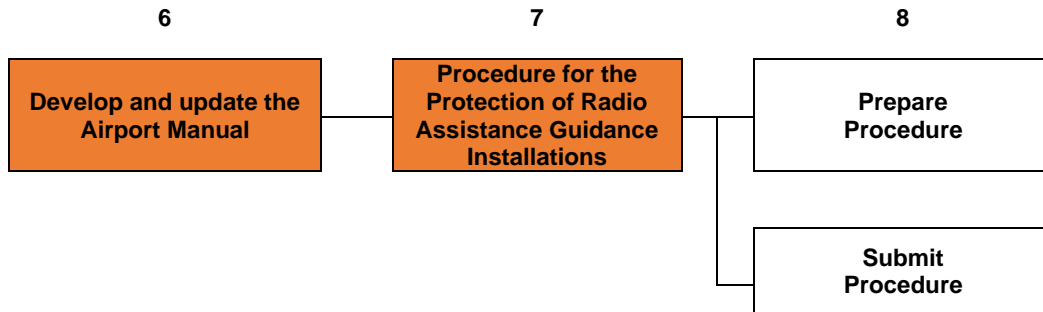 6
7
8
Develop and update the
Airport Manual
Procedure for the
Protection of Radio
Assistance Guidance
Installations
Prepare
Procedure
Submit
Procedure